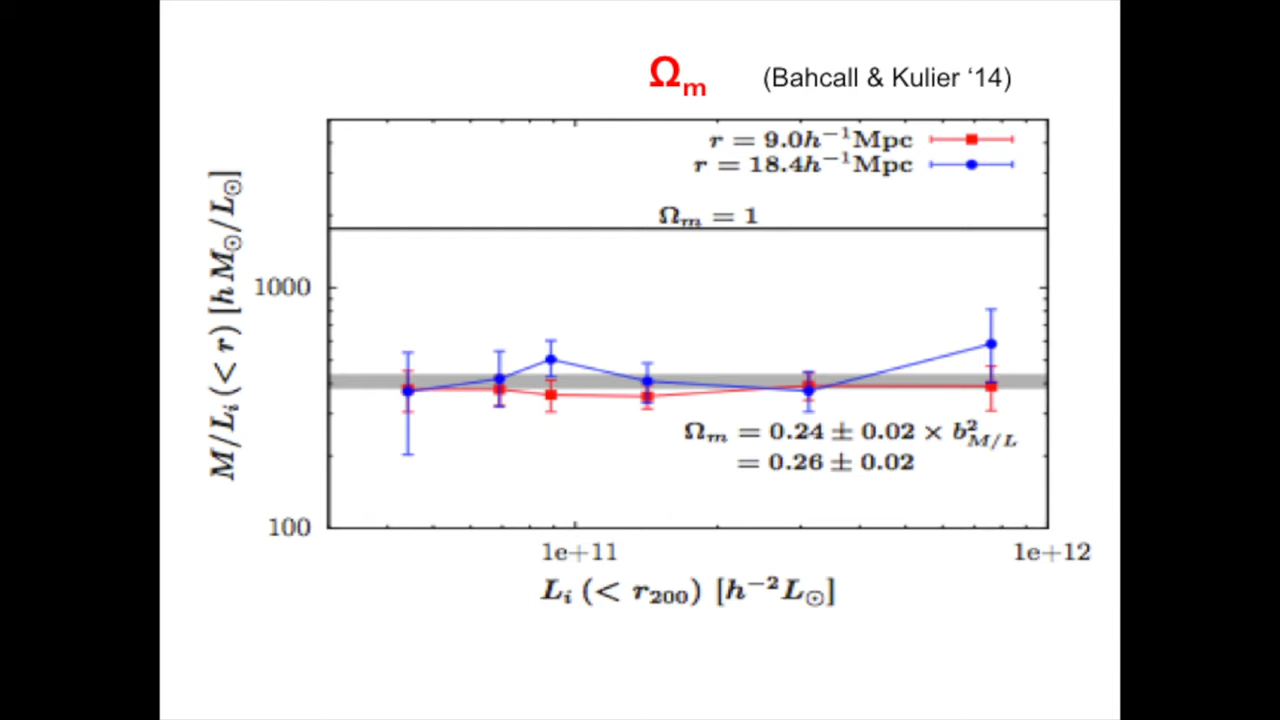 Ωm (Bahcall & Kulier ‘14)
r = 9.0h⁻¹Mpc
r = 18.4h⁻¹Mpc
Ωm = 1
M/Li (< r) [h M⊙/L⊙]
1000
100
Ωm = 0.24 ± 0.02 × b²M/L
= 0.26 ± 0.02
1e+11 1e+12
Li (< r200) [h⁻²L⊙]